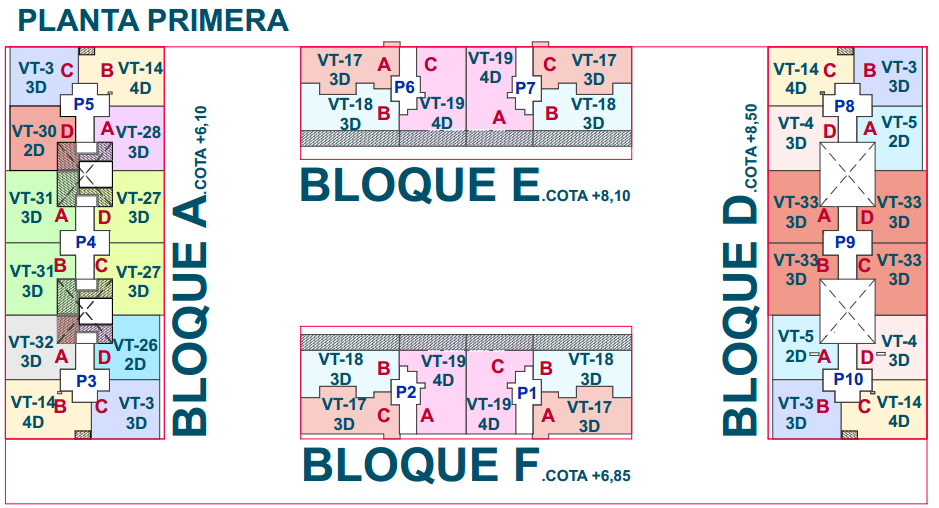 PLANTA PRIMERA
VT-3
3D
C
B
VT-14
4D
P5
VT-30
2D
D
A
VT-28
3D
VT-31
3D
A
D
VT-27
3D
P4
VT-31
3D
B
C
VT-27
3D
VT-32
3D
A
D
VT-26
2D
P3
VT-14
4D
B
C
VT-3
3D
BLOQUE A.COTA +6,10
VT-17
3D
A
C
VT-19
4D
C
VT-17
3D
P6
P7
VT-18
3D
B
VT-19
4D
A
B
VT-18
3D
BLOQUE E.COTA +8,10
VT-18
3D
B
VT-19
4D
C
B
VT-18
3D
P2
P1
VT-17
3D
C
A
VT-19
4D
A
VT-17
3D
BLOQUE F.COTA +6,85
BLOQUE D.COTA +8,50
VT-14
4D
C
B
VT-3
3D
P8
VT-4
3D
D
A
VT-5
2D
VT-33
3D
A
D
VT-33
3D
P9
VT-33
3D
B
C
VT-33
3D
VT-5
2D
A
D
VT-4
3D
P10
VT-3
3D
B
C
VT-14
4D